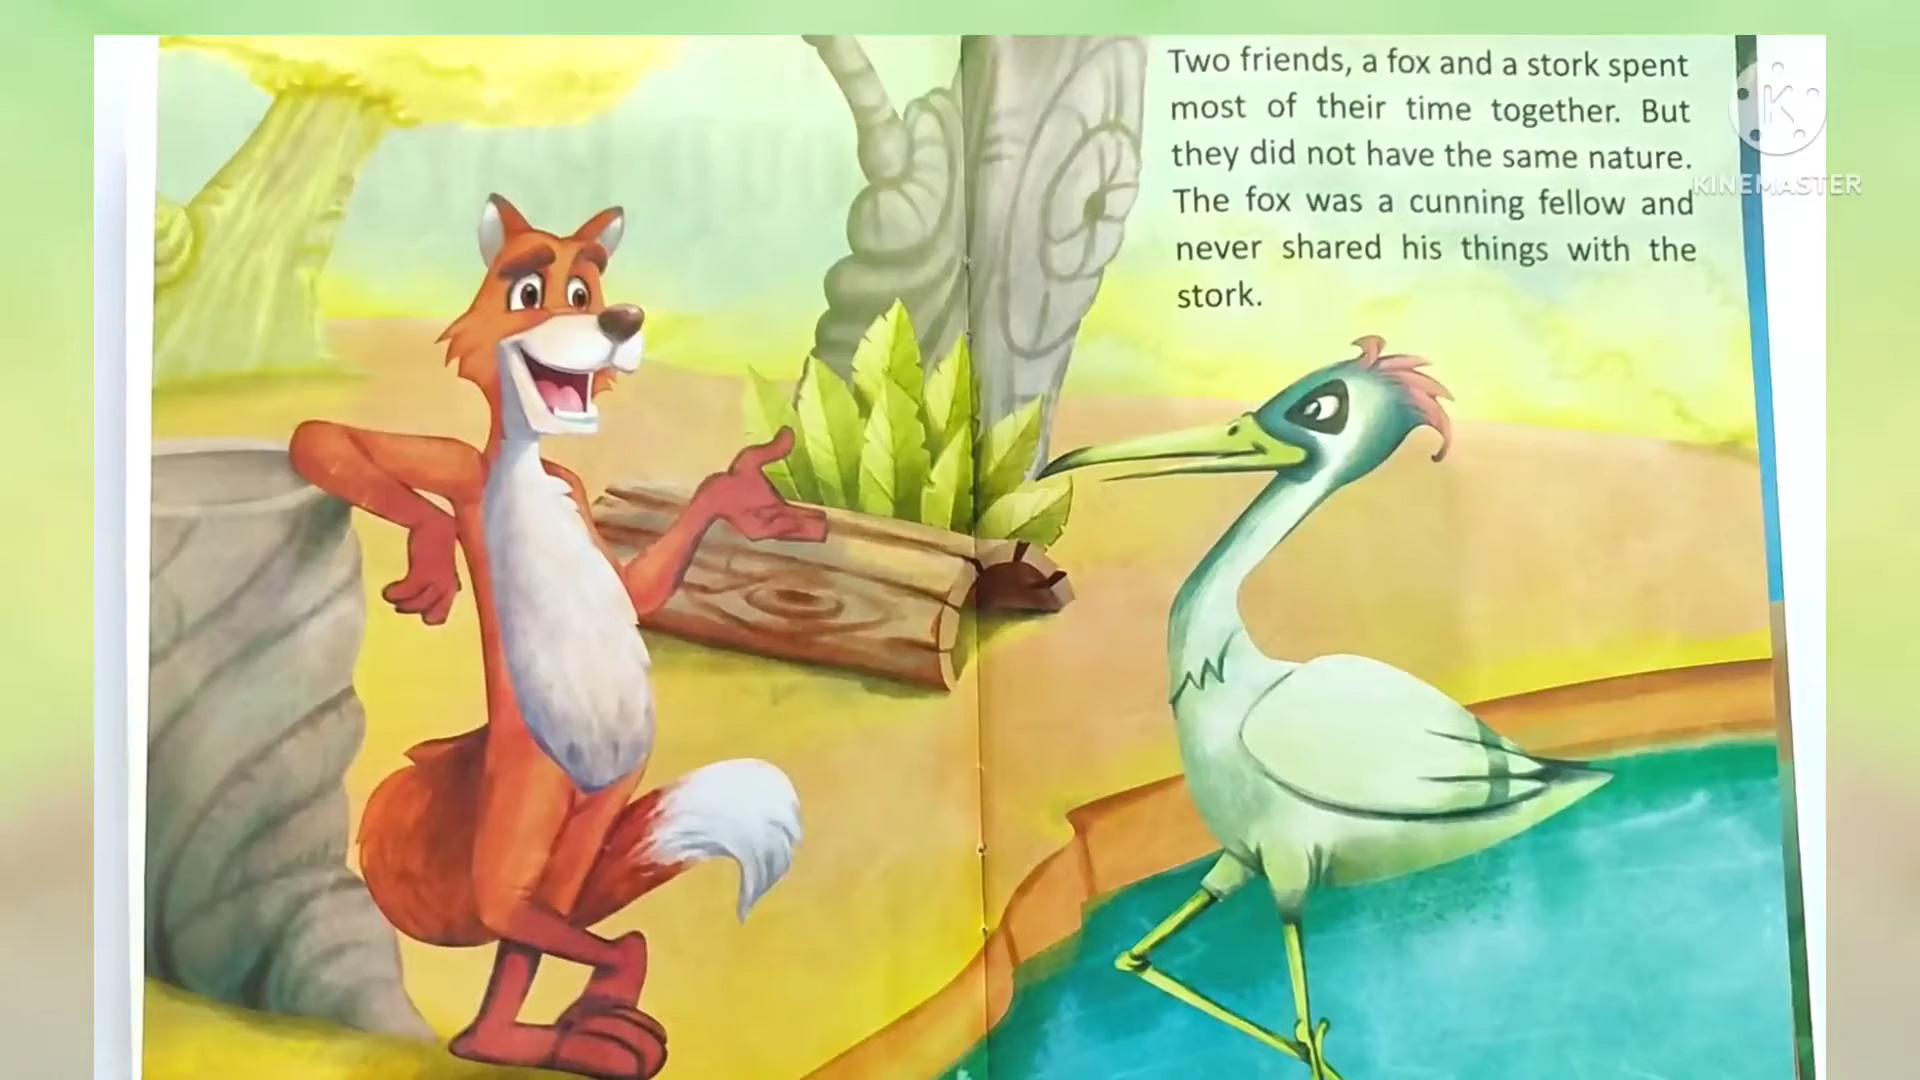 Two friends, a fox and a stork spent
most of their time together. But
they did not have the same nature.
The fox was a cunning fellow and
never shared his things with the
stork.
K
KINEMASTER